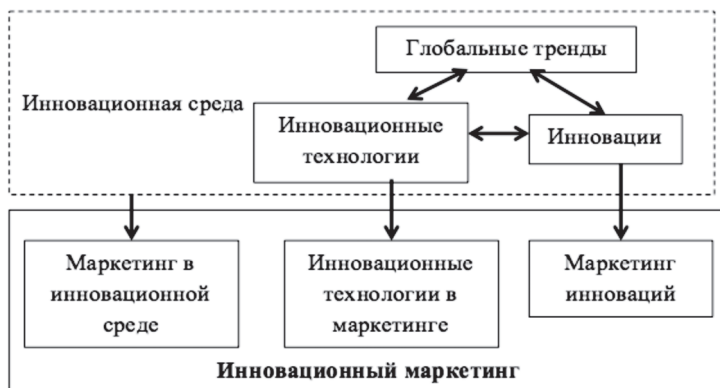 Глобальные тренды
Инновационная среда
Инновационные
технологии
Инновации
Маркетинг в
инновационной
среде
Инновационные
технологии в
маркетинге
Маркетинг
инноваций
Инновационный маркетинг